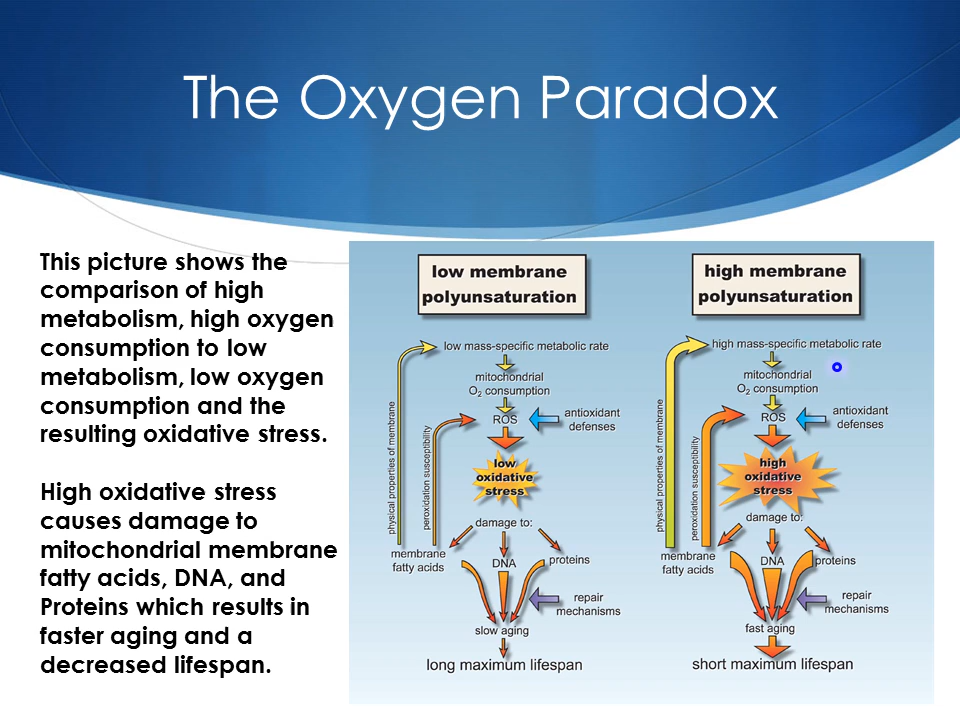 The Oxygen Paradox
This picture shows the
comparison of high
metabolism, high oxygen
consumption to low
metabolism, low oxygen
consumption and the
resulting oxidative stress.
High oxidative stress
causes damage to
mitochondrial membrane
fatty acids, DNA, and
Proteins which results in
faster aging and a
decreased lifespan.
low membrane
polyunsaturation
low mass-specific metabolic rate
mitochondrial
O₂ consumption
ROS
antioxidant
defenses
physical properties of membrane
peroxidation susceptibility
low
oxidative
stress
damage to:
membrane
fatty acids
DNA
proteins
repair
mechanisms
slow aging
long maximum lifespan
high membrane
polyunsaturation
high mass-specific metabolic rate
mitochondrial
O₂ consumption
ROS
antioxidant
defenses
physical properties of membrane
peroxidation susceptibility
high
oxidative
stress
damage to:
membrane
fatty acids
DNA
proteins
repair
mechanisms
fast aging
short maximum lifespan